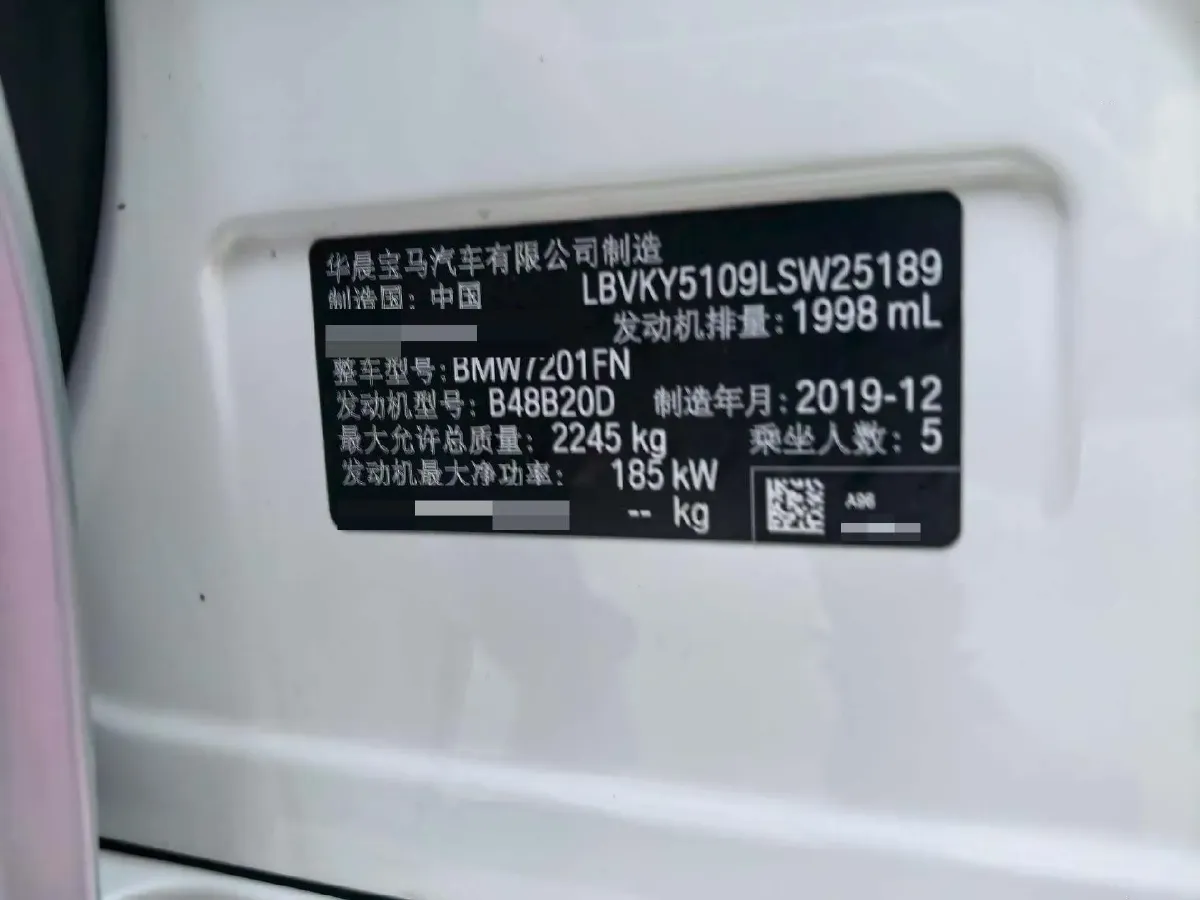 华晨宝马汽车有限公司制造
制造国：中国 LBVKY5109LSW25189
发动机排量：1998 mL
整车型号：BMW7201FN
发动机型号：B48B20D 制造年月：2019-12
最大允许总质量：2245 kg 乘坐人数：5
发动机最大净功率：185 kW
-- kg
A96